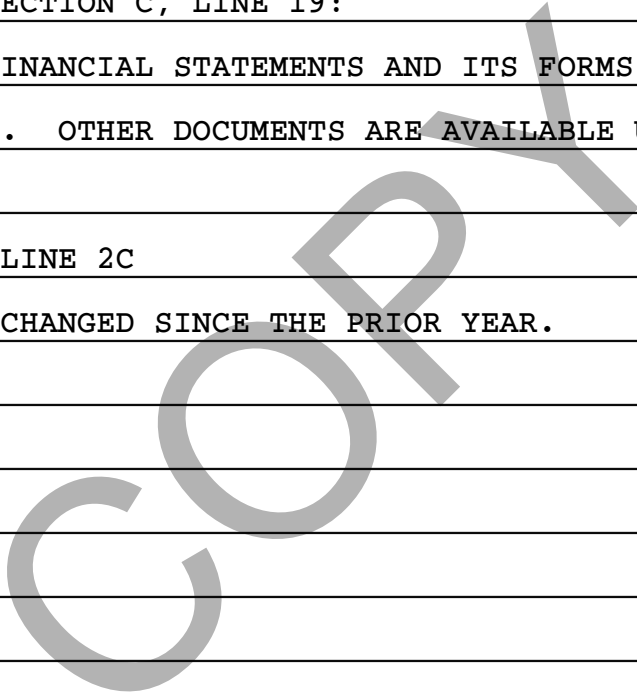 ECTION C, LINE 19:
INANCIAL STATEMENTS AND ITS FORMS
. OTHER DOCUMENTS ARE AVAILABLE
LINE 2C
CHANGED SINCE THE PRIOR YEAR.
COPY